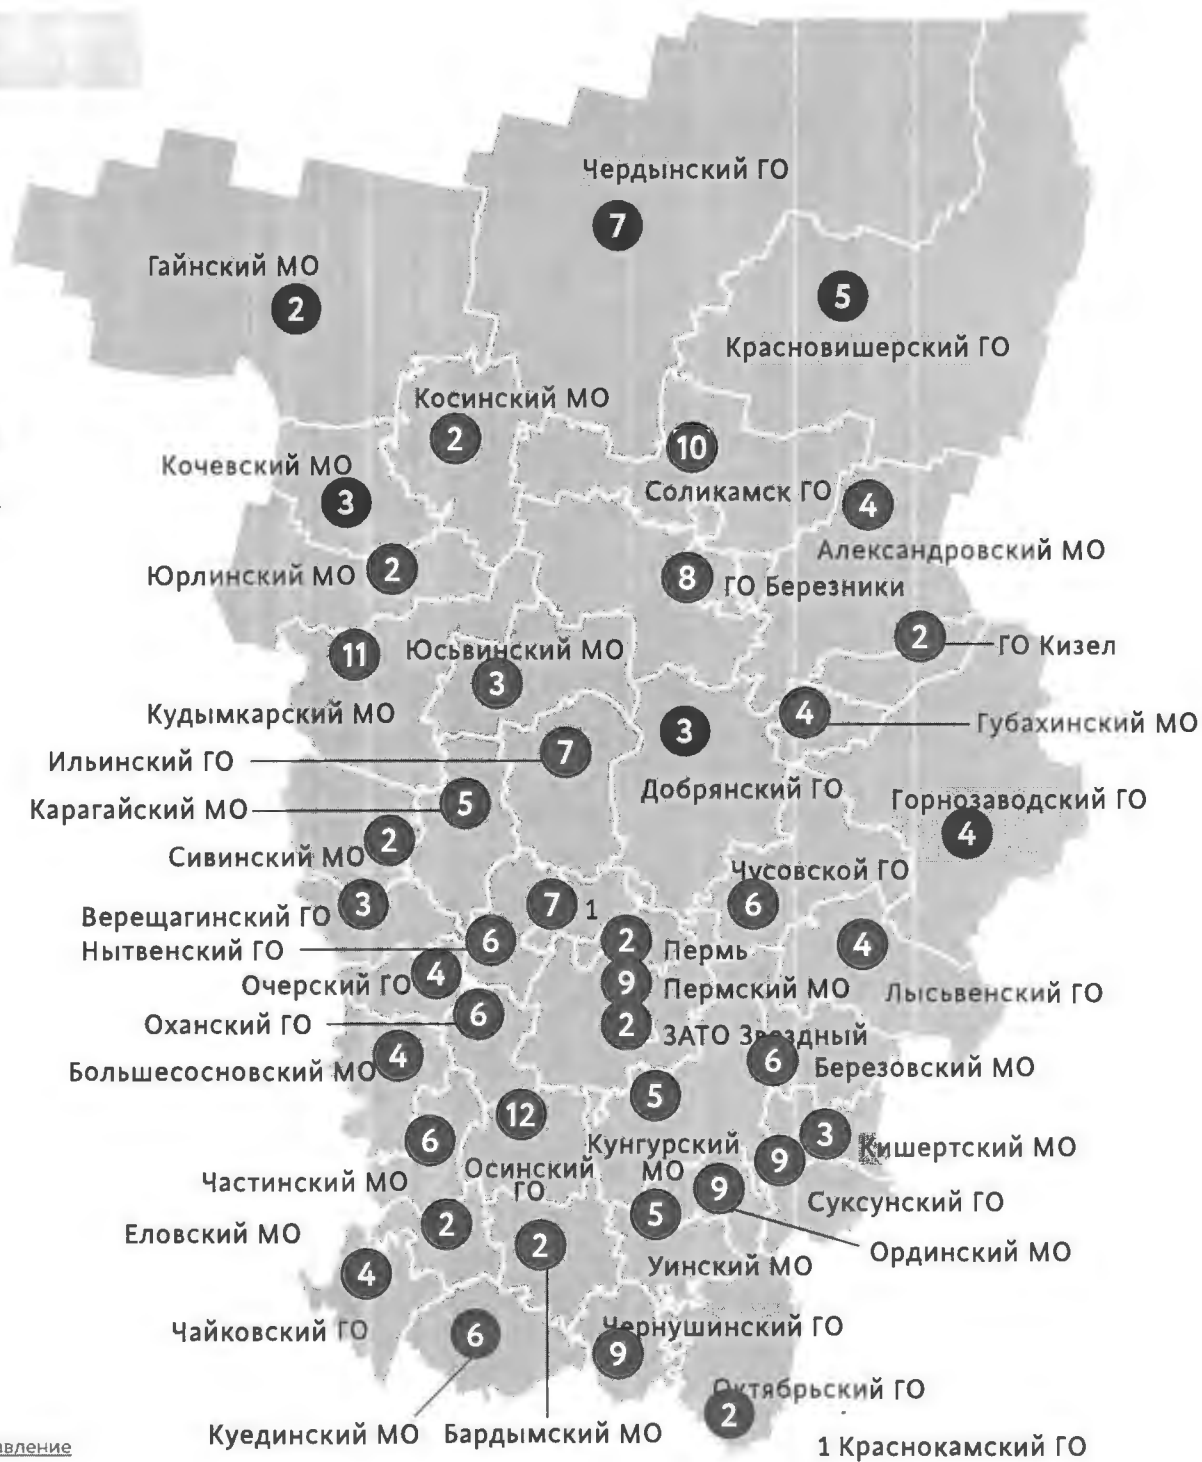 Чердынский ГО
7
Гайнский МО
2
5
Красновишерский ГО
Косинский МО
2
10
Кочевский МО
3
Соликамск ГО
4
Александровский МО
Юрлинский МО
2
8
ГО Березники
2
ГО Кизел
11
Юсьвинский МО
3
Кудымкарский МО
4
Губахинский МО
3
Ильинский ГО
7
Добрянский ГО
Карагайский МО
5
Горнозаводский ГО
4
2
Сивинский МО
Чусовской ГО
6
Верещагинский ГО
3
7
1
Нытвенский ГО
6
2
Пермь
4
Лысьвенский ГО
Очерский ГО
4
9
Пермский МО
Оханский ГО
6
2
ЗАТО Звездный
Большесосновский МО
4
6
Березовский МО
5
12
Кунгурский
МО
3
Кишертский МО
6
Частинский МО
Осинский
ГО
9
Суксунский ГО
9
Ординский МО
Еловский МО
2
2
5
Уинский МО
4
Чайковский ГО
6
Чернушинский ГО
9
Октябрьский ГО
2
Куединский МО
Бардымский МО
1 Краснокамский ГО
авление